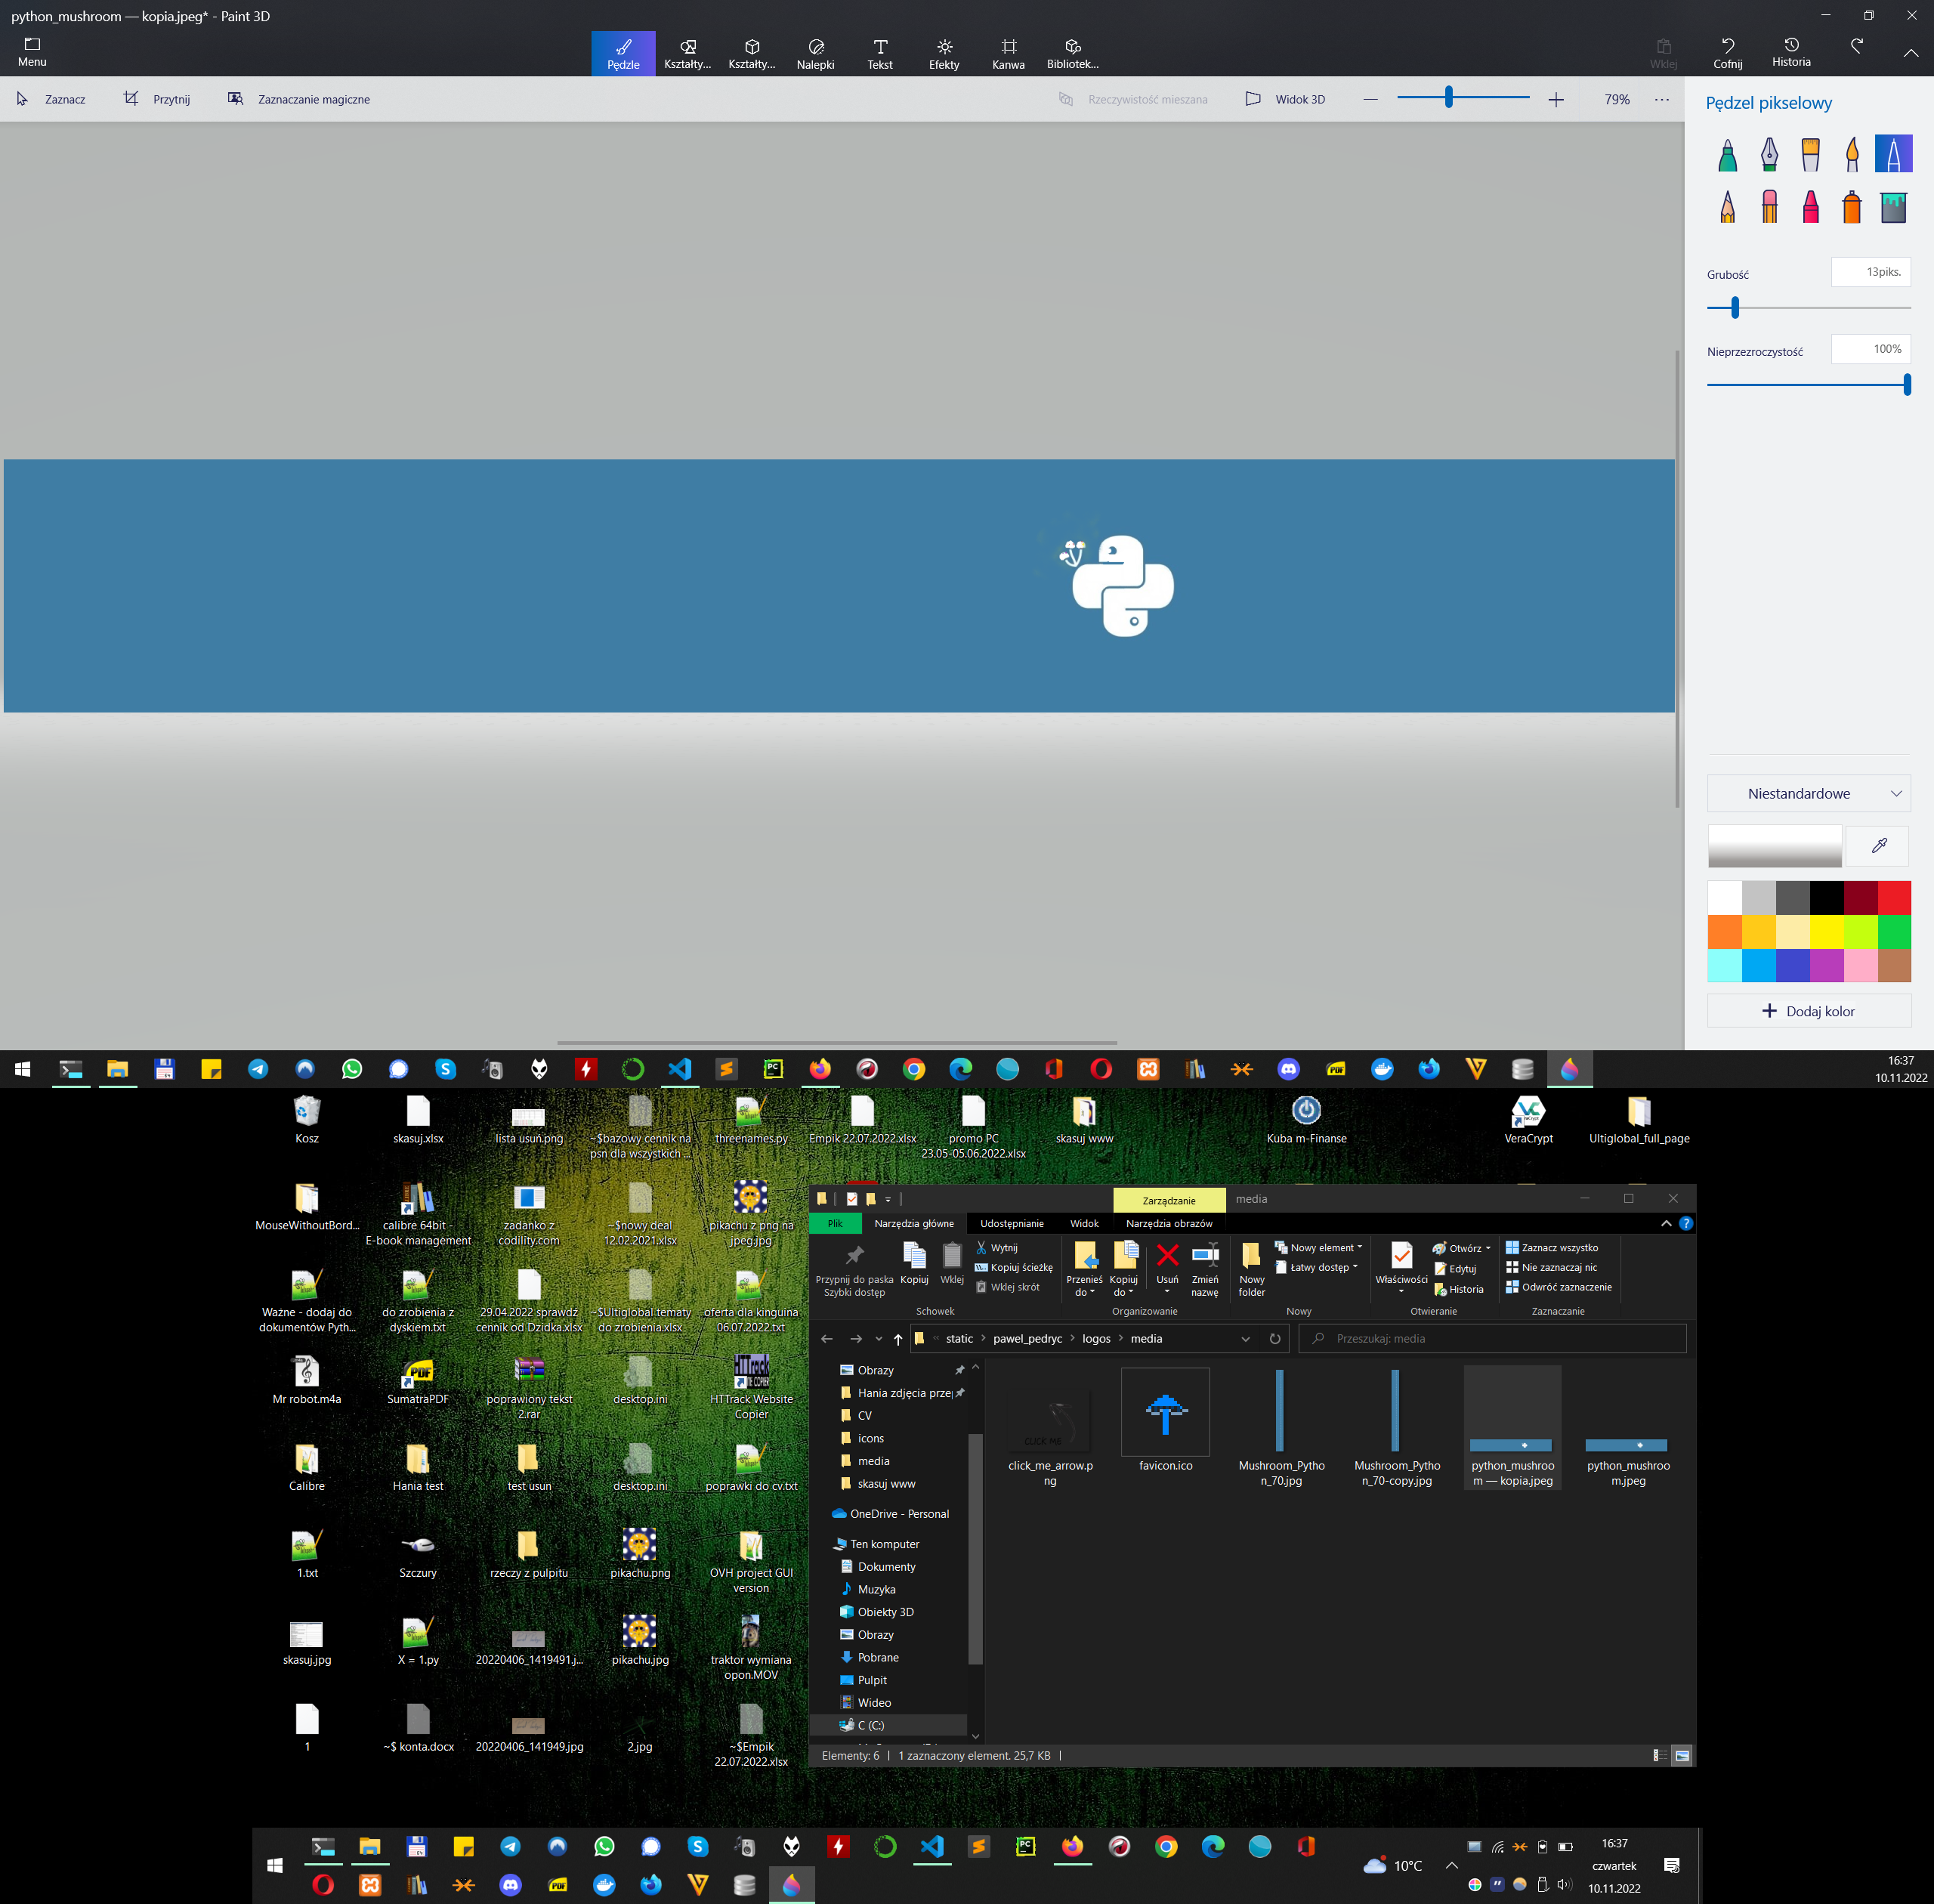 python_mushroom — kopia.jpeg* - Paint 3D
Menu
Pędzle
Kształty...
Kształty...
Nalepki
Tekst
Efekty
Kanwa
Bibliotek...
Wklej
Cofnij
Historia
Zaznacz
Przytnij
Zaznaczanie magiczne
Rzeczywistość mieszana
Widok 3D
79%
Pędzel pikselowy
Grubość
13piks.
Nieprzezroczystość
100%
Niestandardowe
Dodaj kolor
16:37
10.11.2022
Kosz
skasuj.xlsx
lista usuń.png
~$bazowy cennik na
psn dla wszystkich ...
threenames.py
Empik 22.07.2022.xlsx
promo PC
23.05-05.06.2022.xlsx
skasuj www
Kuba m-Finanse
VeraCrypt
Ultiglobal_full_page
MouseWithoutBord...
calibre 64bit -
E-book management
zadanko z
codility.com
~$nowy deal
12.02.2021.xlsx
pikachu z png na
jpeg.jpg
Ważne - dodaj do
dokumentów Pyth...
do zrobienia z
dyskiem.txt
29.04.2022 sprawdz
cennik od Dzidka.xlsx
~$Ultiglobal tematy
do zrobienia.xlsx
oferta dla kinguina
06.07.2022.txt
Mr robot.m4a
SumatraPDF
poprawiony tekst
2.rar
desktop.ini
HTTrack Website
Copier
Calibre
Hania test
test usun
desktop.ini
poprawki do cv.txt
1.txt
Szczury
rzeczy z pulpitu
pikachu.png
OVH project GUI
version
skasuj.jpg
X = 1.py
20220406_1419491.j...
pikachu.jpg
traktor wymiana
opon.MOV
1
~$ konta.docx
20220406_141949.jpg
2.jpg
~$Empik
22.07.2022.xlsx
Zarządzanie
media
Plik
Narzędzia główne
Udostępnianie
Widok
Narzędzia obrazów
Przypnij do paska
Szybki dostęp
Kopiuj
Wklej
Wytnij
Kopiuj ścieżkę
Wklej skrót
Schowek
Przenieś
do
Kopiuj
do
Usuń
Zmień
nazwę
Organizowanie
Nowy
folder
Nowy element
Łatwy dostęp
Nowy
Właściwości
Otwórz
Edytuj
Historia
Otwieranie
Zaznacz wszystko
Nie zaznaczaj nic
Odwróć zaznaczenie
Zaznaczanie
« static > pawel_pedryc > logos > media
Przeszukaj: media
Obrazy
Hania zdjęcia prze
CV
icons
media
skasuj www
OneDrive - Personal
Ten komputer
Dokumenty
Muzyka
Obiekty 3D
Obrazy
Pobrane
Pulpit
Wideo
C (C:)
CLICK ME
click_me_arrow.p
ng
favicon.ico
Mushroom_Pytho
n_70.jpg
Mushroom_Pytho
n_70-copy.jpg
python_mushroo
m — kopia.jpeg
python_mushroo
m.jpeg
Elementy: 6
1 zaznaczony element. 25,7 KB
10°C
16:37
czwartek
10.11.2022